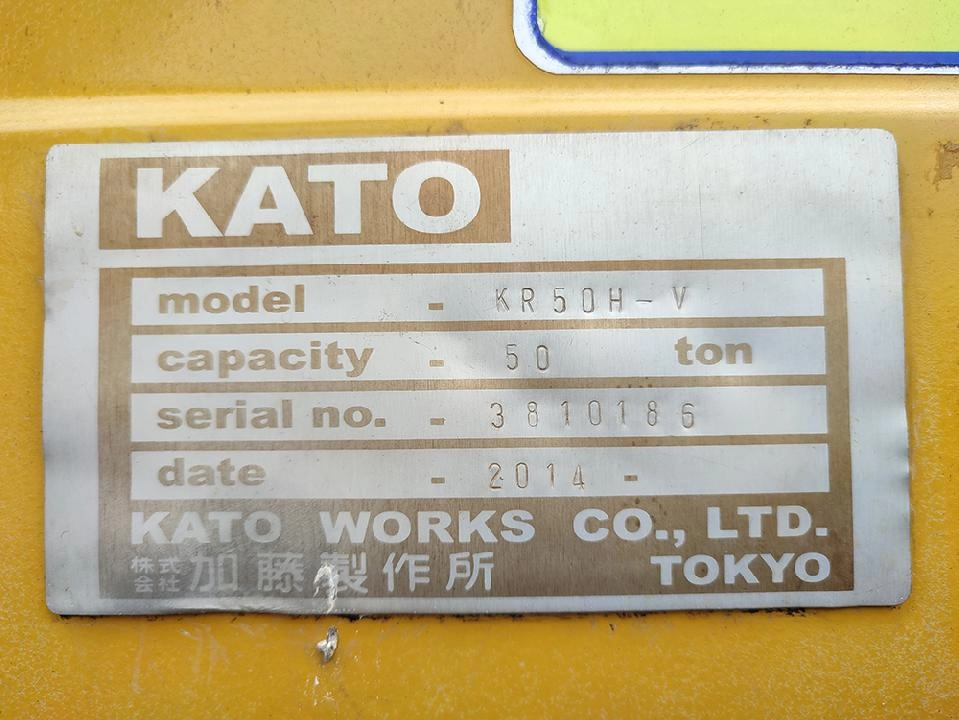 KATO
model - KR50H-V
capacity - 50 ton
serial no. - 3810186
date - 2014 -
KATO WORKS CO., LTD.
株式会社 加藤製作所 TOKYO